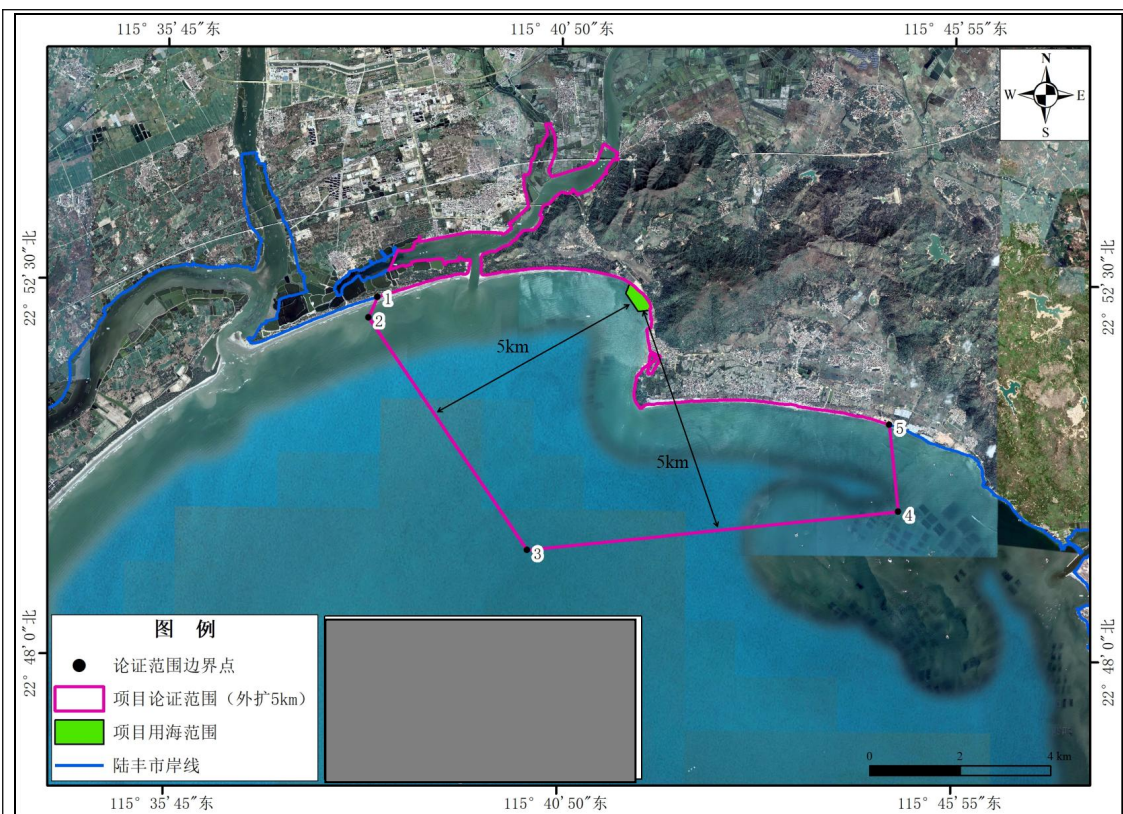 115° 35′45″东
115° 40′50″东
115° 45′55″东
N
W
E
S
22° 52′30″北
22° 52′30″北
1
2
5km
5km
5
4
3
图 例
论证范围边界点
项目论证范围（外扩5km）
项目用海范围
陆丰市岸线
22° 48′0″北
22° 48′0″北
0 2 4 km
115° 35′45″东
115° 40′50″东
115° 45′55″东